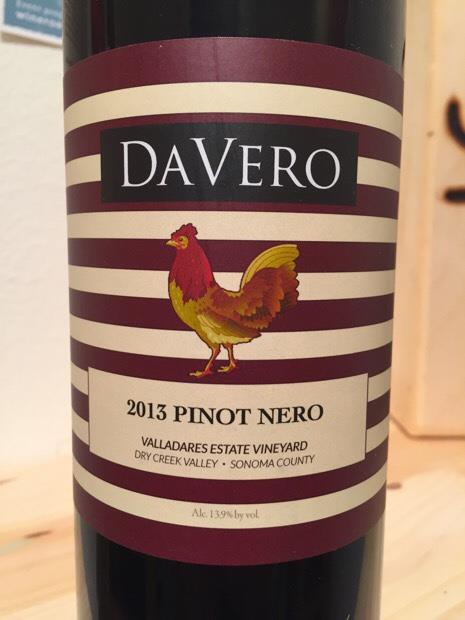 DAVERO
2013 PINOT NERO
VALLADARES ESTATE VINEYARD
DRY CREEK VALLEY • SONOMA COUNTY
Alc. 13.9% by vol.